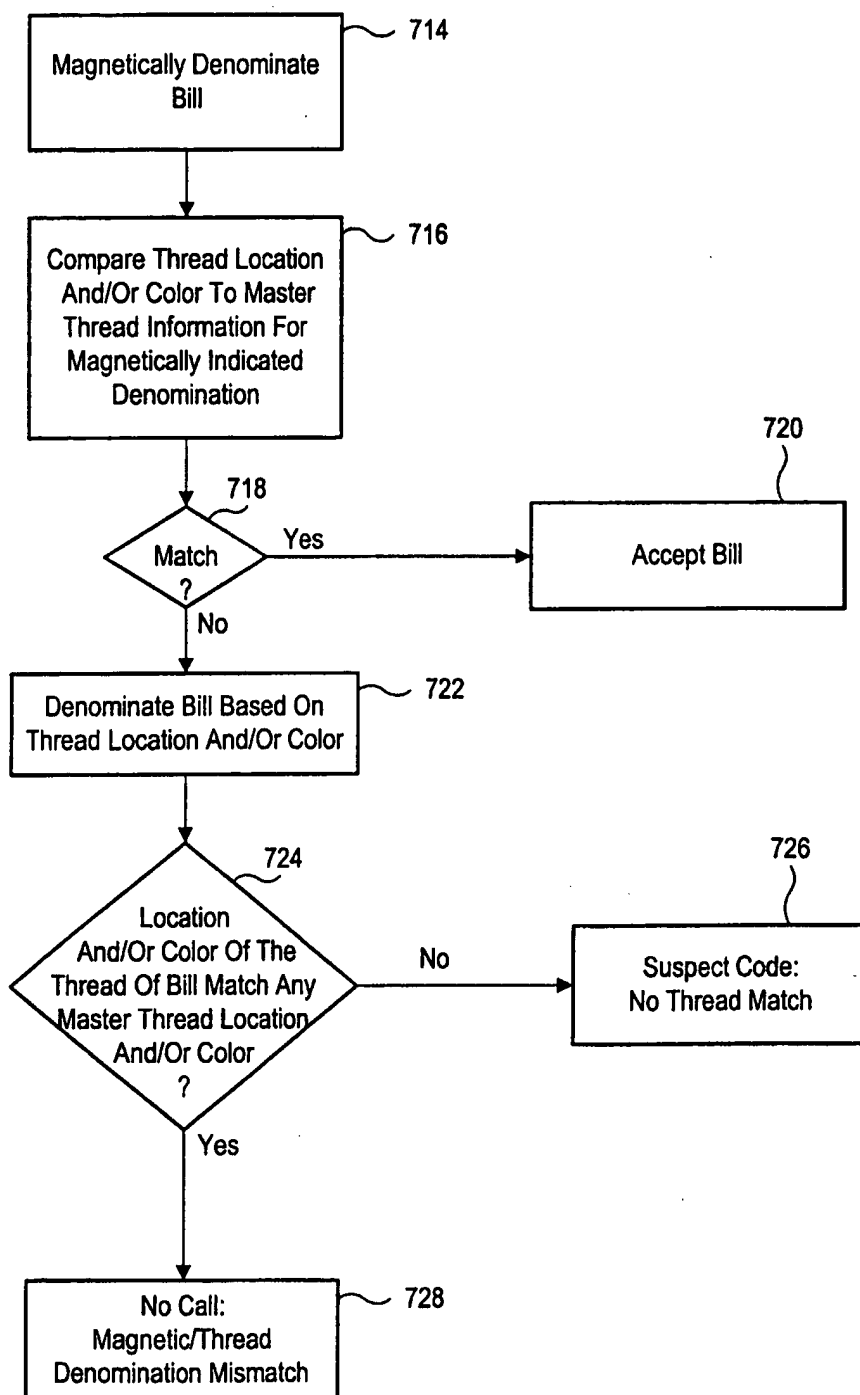 714
Magnetically Denominate
Bill
716
Compare Thread Location
And/Or Color To Master
Thread Information For
Magnetically Indicated
Denomination
718
Match
?
Yes
720
Accept Bill
No
722
Denominate Bill Based On
Thread Location And/Or Color
724
Location
And/Or Color Of The
Thread Of Bill Match Any
Master Thread Location
And/Or Color
?
No
726
Suspect Code:
No Thread Match
Yes
728
No Call:
Magnetic/Thread
Denomination Mismatch